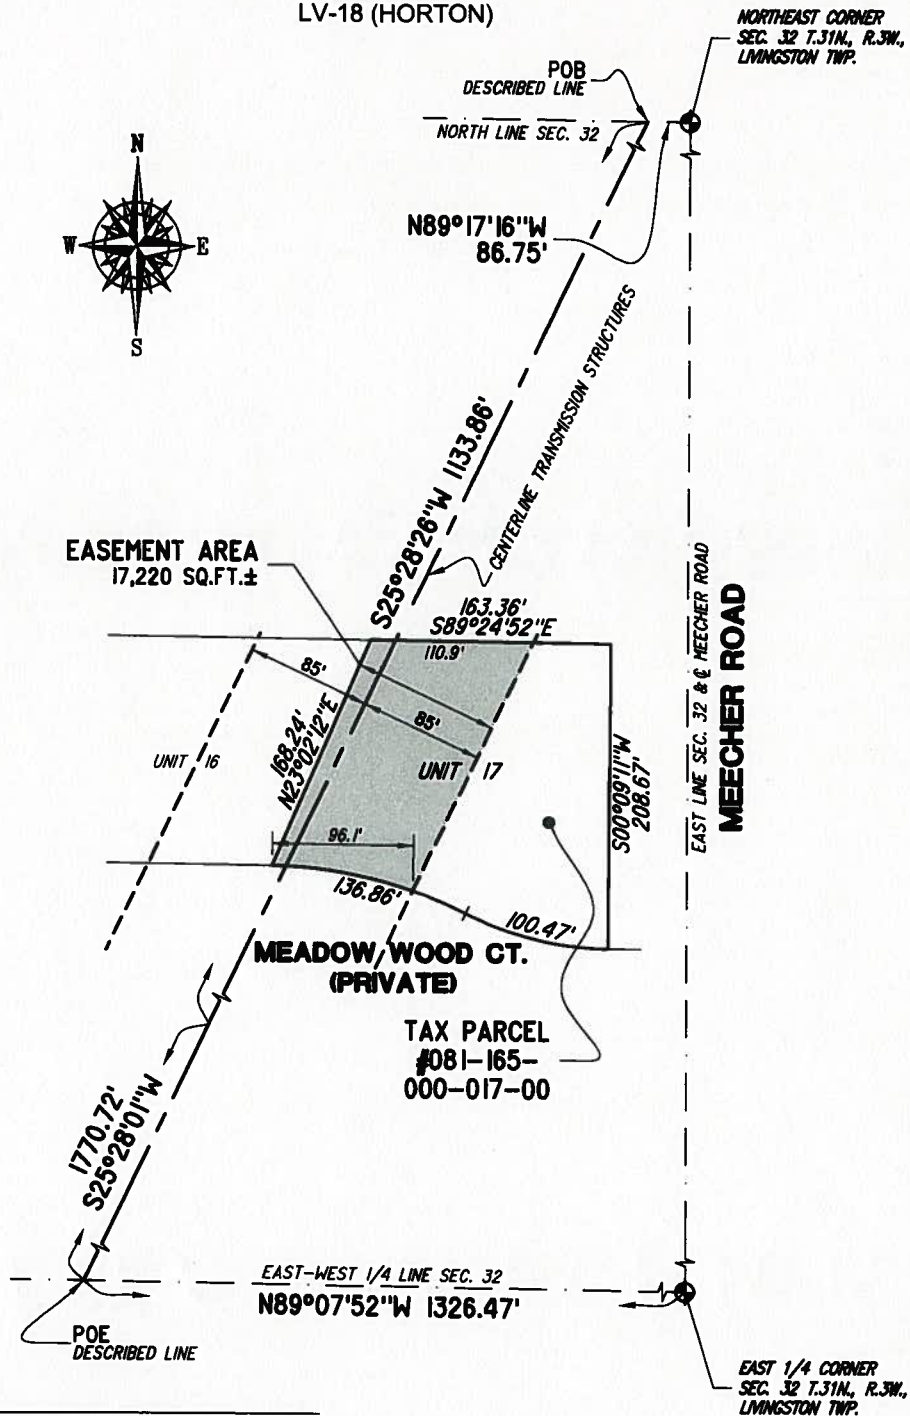 LV-18 (HORTON)
NORTHEAST CORNER
SEC. 32 T.31N., R.3W.,
LIVINGSTON TWP.
POB
DESCRIBED LINE
NORTH LINE SEC. 32
N
W
E
S
N89°17'16"W
86.75'
CENTERLINE TRANSMISSION STRUCTURES
S25°28'26"W 1133.86'
EASEMENT AREA
17,220 SQ.FT.±
163.36'
S89°24'52"E
110.9'
85'
85'
168.24'
N23°02'12"E
UNIT 16
UNIT 17
96.1'
136.86'
100.47'
S00°09'11"W
208.67'
EAST LINE SEC. 32 & ℄ MEECHER ROAD
MEECHER ROAD
MEADOW WOOD CT.
(PRIVATE)
TAX PARCEL
#081-165-
000-017-00
1770.72'
S25°28'01"W
EAST-WEST 1/4 LINE SEC. 32
N89°07'52"W 1326.47'
POE
DESCRIBED LINE
EAST 1/4 CORNER
SEC. 32 T.31N., R.3W.,
LIVINGSTON TWP.